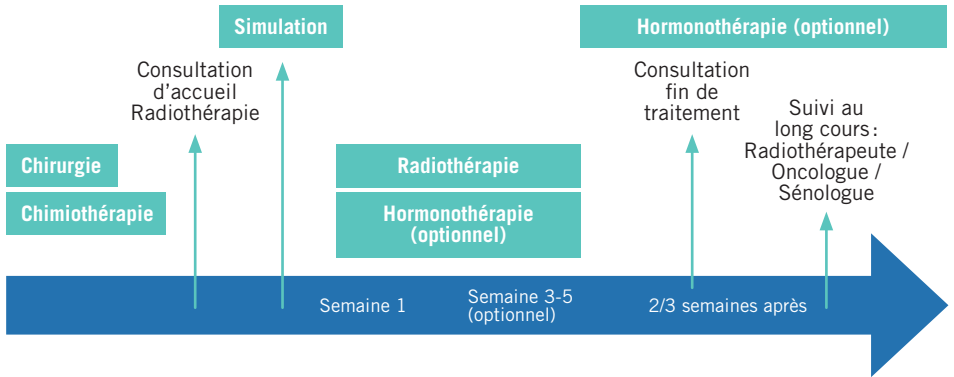 Simulation
Hormonothérapie (optionnel)
Consultation
d’accueil
Radiothérapie
Consultation
fin de
traitement
Suivi au
long cours :
Radiothérapeute /
Oncologue /
Sénologue
Chirurgie
Chimiothérapie
Radiothérapie
Hormonothérapie
(optionnel)
Semaine 1
Semaine 3-5
(optionnel)
2/3 semaines après